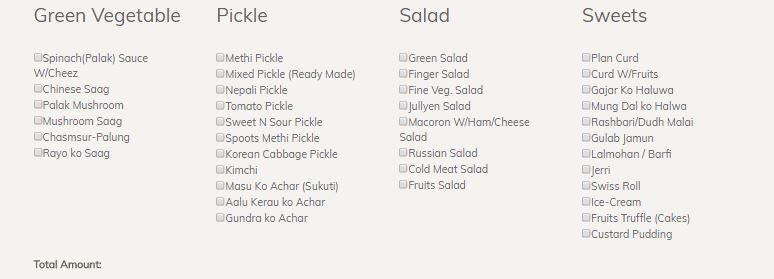 Green Vegetable
Spinach(Palak) Sauce
W/Cheez
Chinese Saag
Palak Mushroom
Mushroom Saag
Chasmsur-Palung
Rayo ko Saag
Pickle
Methi Pickle
Mixed Pickle (Ready Made)
Nepali Pickle
Tomato Pickle
Sweet N Sour Pickle
Spoots Methi Pickle
Korean Cabbage Pickle
Kimchi
Masu Ko Achar (Sukuti)
Aalu Kerau ko Achar
Gundra ko Achar
Salad
Green Salad
Finger Salad
Fine Veg. Salad
Jullyen Salad
Macoron W/Ham/Cheese
Salad
Russian Salad
Cold Meat Salad
Fruits Salad
Sweets
Plan Curd
Curd W/Fruits
Gajar Ko Haluwa
Mung Dal ko Halwa
Rashbari/Dudh Malai
Gulab Jamun
Lalmohan / Barfi
Jerri
Swiss Roll
Ice-Cream
Fruits Truffle (Cakes)
Custard Pudding
Total Amount: